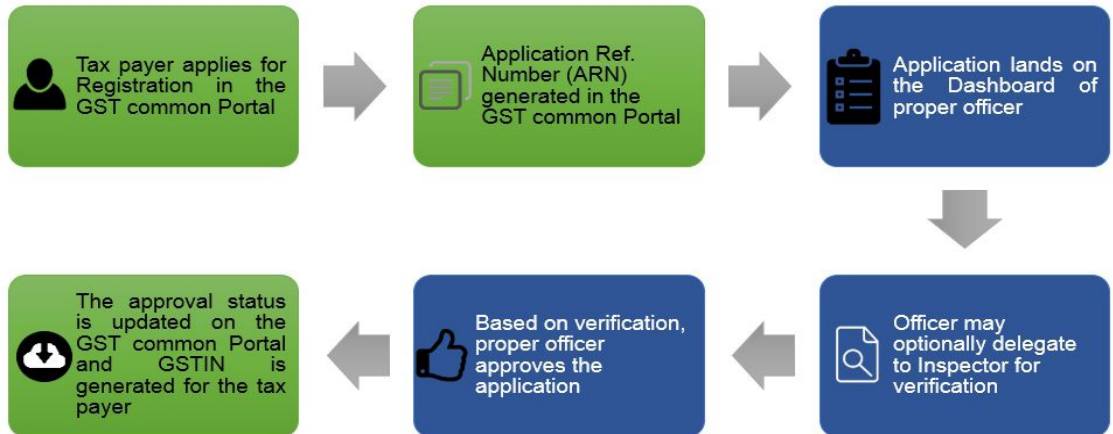 Tax payer applies for
Registration in the
GST common Portal
Application Ref.
Number (ARN)
generated in the
GST common Portal
Application lands on
the Dashboard of
proper officer
Officer may
optionally delegate
to Inspector for
verification
Based on verification,
proper officer
approves the
application
The approval status
is updated on the
GST common Portal
and GSTIN is
generated for the tax
payer